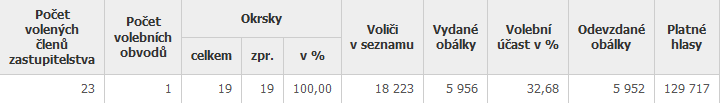 Počet volených členů zastupitelstva | Počet volebních obvodů | Okrsky | Voliči v seznamu | Vydané obálky | Volební účast v % | Odevzdané obálky | Platné hlasy
celkem | zpr. | v %
23 | 1 | 19 | 19 | 100,00 | 18 223 | 5 956 | 32,68 | 5 952 | 129 717